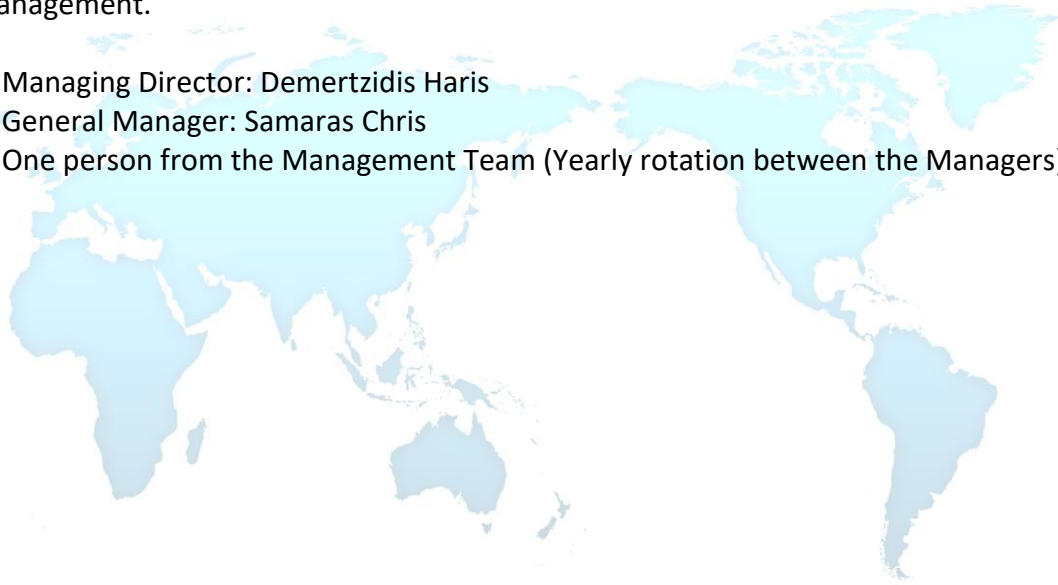 anagement.
Managing Director: Demertzidis Haris
General Manager: Samaras Chris
One person from the Management Team (Yearly rotation between the Managers)